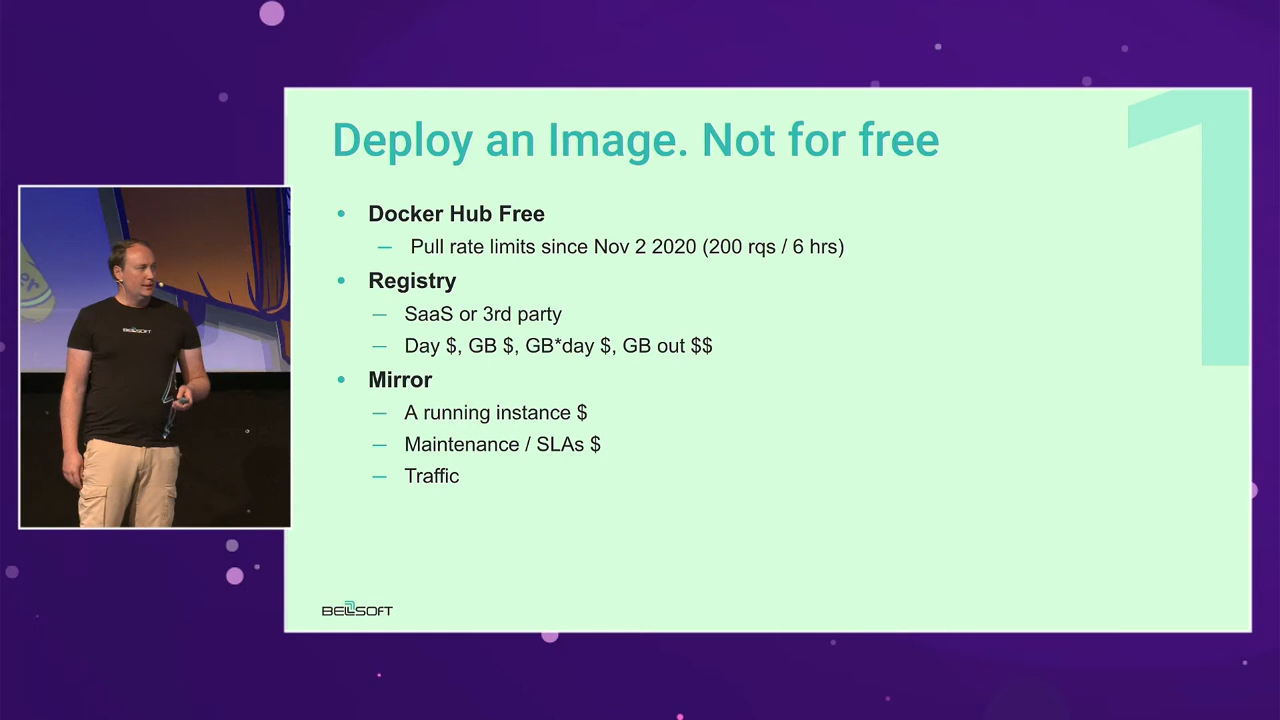 1
Deploy an Image. Not for free
• Docker Hub Free
— Pull rate limits since Nov 2 2020 (200 rqs / 6 hrs)
• Registry
— SaaS or 3rd party
— Day $, GB $, GB*day $, GB out $$
• Mirror
— A running instance $
— Maintenance / SLAs $
— Traffic
BELLSOFT
BELLSOFT